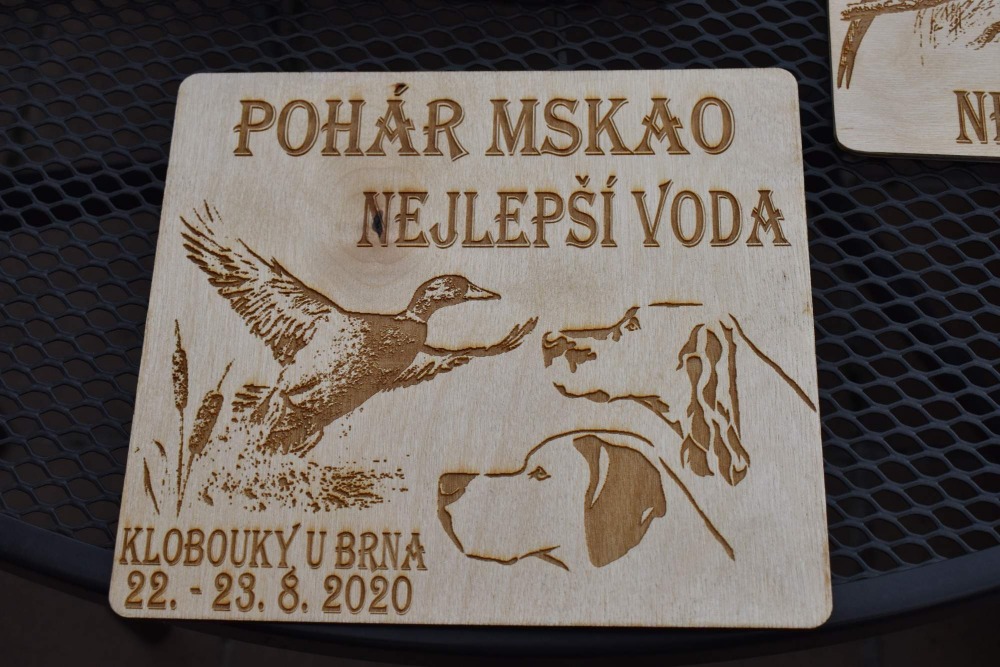 POHÁR MSKAO
NEJLEPŠÍ VODA
KLOBOUKY U BRNA
22. - 23. 8. 2020